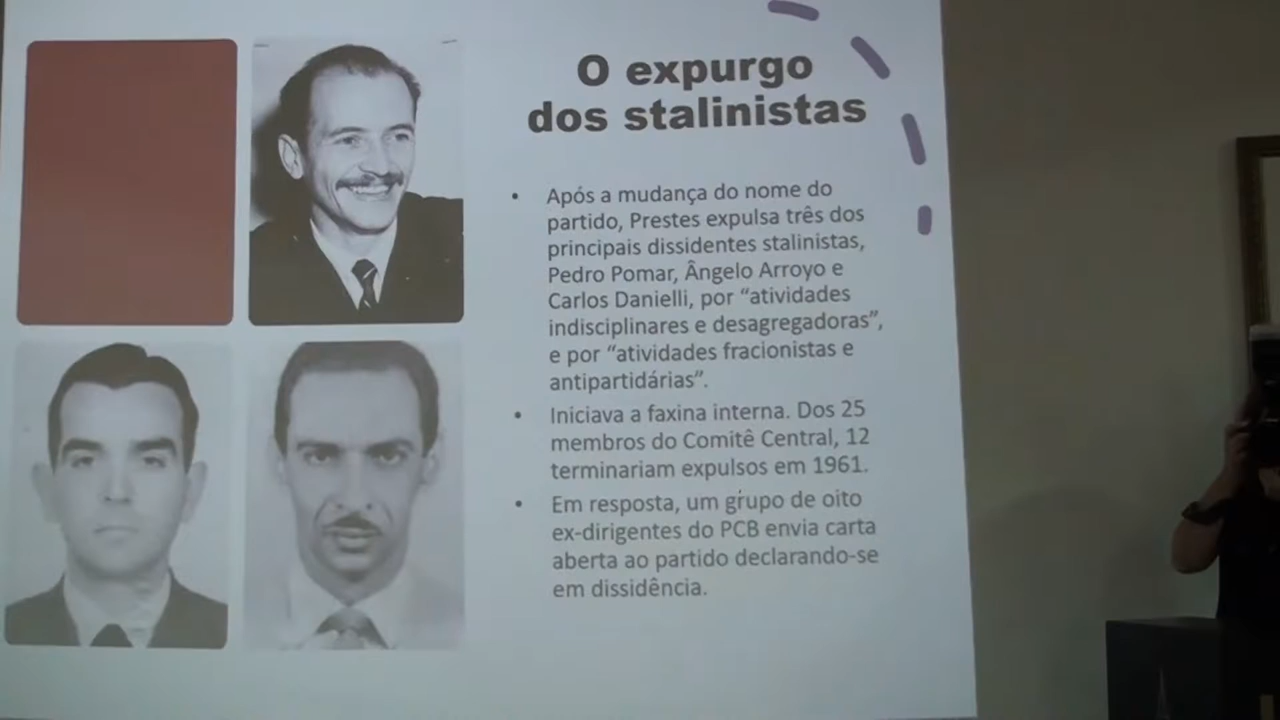 O expurgo
dos stalinistas
• Após a mudança do nome do
partido, Prestes expulsa três dos
principais dissidentes stalinistas,
Pedro Pomar, Ângelo Arroyo e
Carlos Danielli, por “atividades
indisciplinares e desagregadoras”,
e por “atividades fracionistas e
antipartidárias”.
• Iniciava a faxina interna. Dos 25
membros do Comitê Central, 12
terminariam expulsos em 1961.
• Em resposta, um grupo de oito
ex-dirigentes do PCB envia carta
aberta ao partido declarando-se
em dissidência.